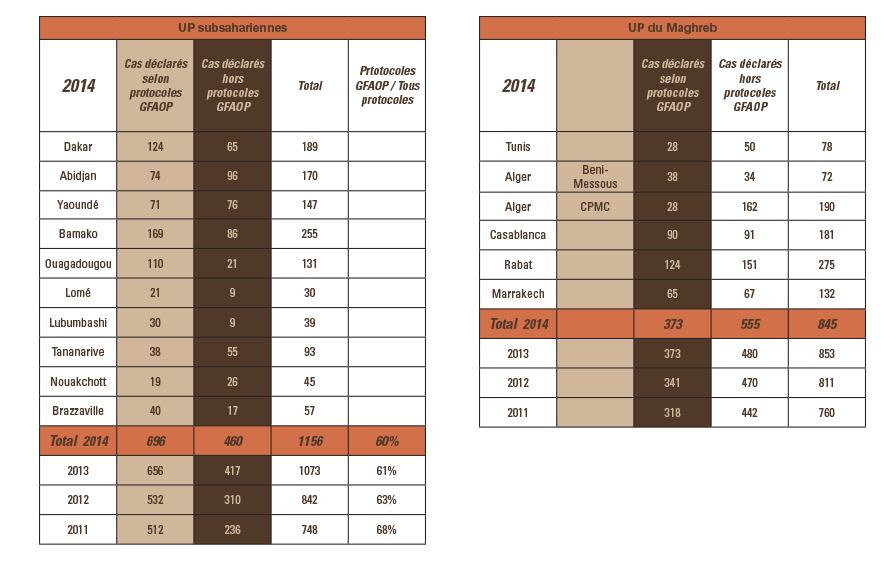 UP subsahariennes
2014
Cas déclarés
selon
protocoles
GFAOP
Cas déclarés
hors
protocoles
GFAOP
Total
Prtotocoles
GFAOP / Tous
protocoles
Dakar 124 65 189
Abidjan 74 96 170
Yaoundé 71 76 147
Bamako 169 86 255
Ouagadougou 110 21 131
Lomé 21 9 30
Lubumbashi 30 9 39
Tananarive 38 55 93
Nouakchott 19 26 45
Brazzaville 40 17 57
Total 2014 696 460 1156 60%
2013 656 417 1073 61%
2012 532 310 842 63%
2011 512 236 748 68%
UP du Maghreb
2014
Cas déclarés
selon
protocoles
GFAOP
Cas déclarés
hors
protocoles
GFAOP
Total
Tunis 28 50 78
Alger Beni-
Messous 38 34 72
Alger CPMC 28 162 190
Casablanca 90 91 181
Rabat 124 151 275
Marrakech 65 67 132
Total 2014 373 555 845
2013 373 480 853
2012 341 470 811
2011 318 442 760